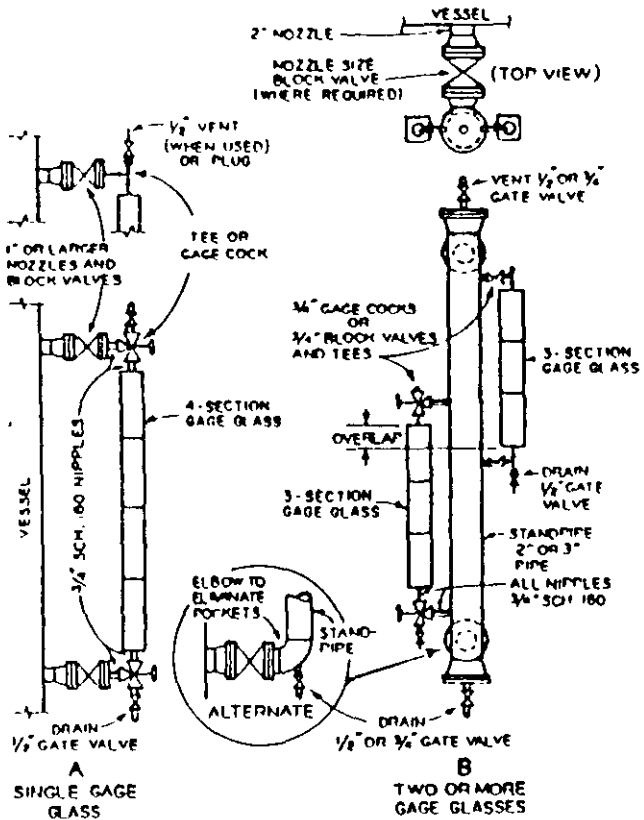 VESSEL
2" NOZZLE
NOZZLE SIZE
BLOCK VALVE
(WHERE REQUIRED)
(TOP VIEW)
1/2" VENT
(WHEN USED)
OR PLUG
VENT 1/2" OR 3/4"
GATE VALVE
TEE OR
GAGE COCK
1" OR LARGER
NOZZLES AND
BLOCK VALVES
3/4" GAGE COCKS
OR
3/4" BLOCK VALVES
AND TEES
3-SECTION
GAGE GLASS
4-SECTION
GAGE GLASS
OVERLAP
3-SECTION
GAGE GLASS
DRAIN
1/2" GATE
VALVE
VESSEL
3/4" SCH. 160 NIPPLES
STANDPIPE
2" OR 3"
PIPE
ALL NIPPLES
3/4" SCH 160
ELBOW TO
ELIMINATE
POCKETS
STAND-
PIPE
ALTERNATE
DRAIN
1/2" GATE VALVE
DRAIN
1/2" OR 3/4" GATE VALVE
A
SINGLE GAGE
GLASS
B
TWO OR MORE
GAGE GLASSES